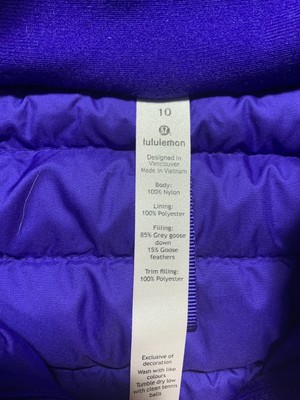 10
lululemon
Designed in
Vancouver
Made in Vietnam
Body:
100% Nylon
Lining:
100% Polyester
Filling:
85% Grey goose
down
15% Goose
feathers
Trim filling:
100% Polyester
Exclusive of
decoration
Wash with like
colours
Tumble dry low
with clean tennis
balls